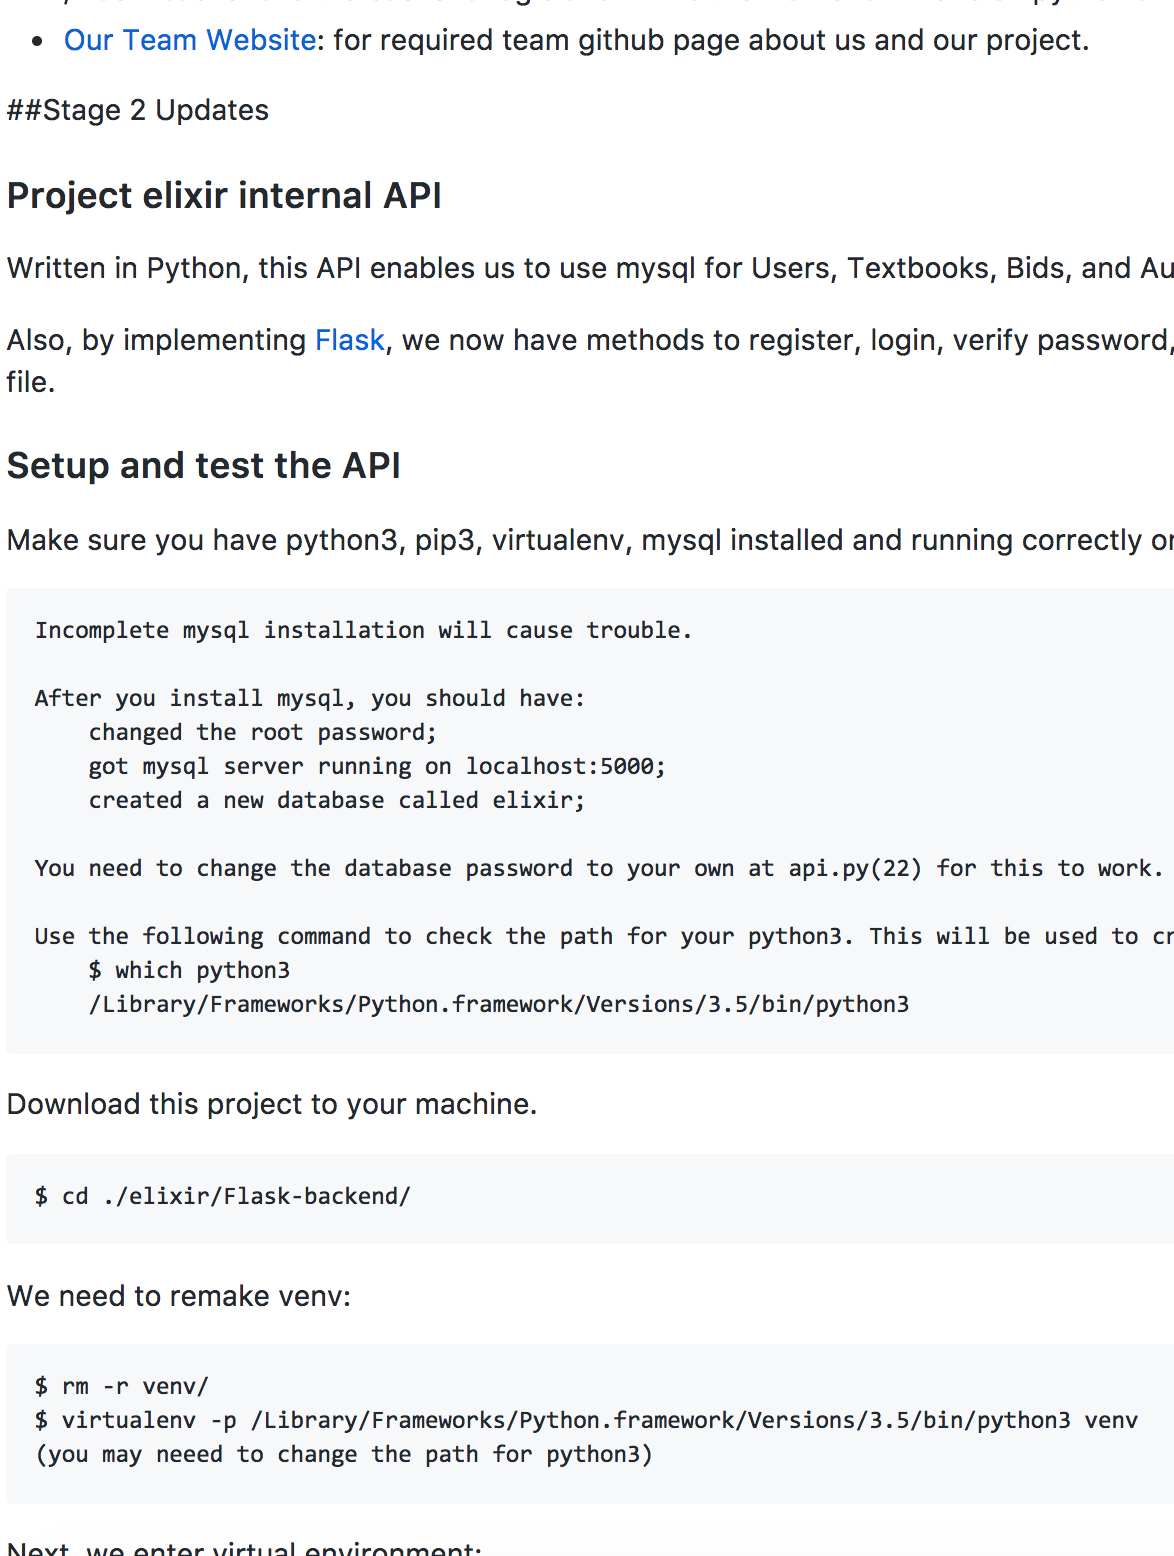 Our Team Website: for required team github page about us and our project.
##Stage 2 Updates
Project elixir internal API
Written in Python, this API enables us to use mysql for Users, Textbooks, Bids, and
Also, by implementing Flask, we now have methods to register, login, verify password,
file.
Setup and test the API
Make sure you have python3, pip3, virtualenv, mysql installed and running correctly
Incomplete mysql installation will cause trouble.
After you install mysql, you should have:
changed the root password;
got mysql server running on localhost:5000;
created a new database called elixir;
You need to change the database password to your own at api.py(22) for this to work.
Use the following command to check the path for your python3. This will be used to
$ which python3
/Library/Frameworks/Python.framework/Versions/3.5/bin/python3
Download this project to your machine.
$ cd ./elixir/Flask-backend/
We need to remake venv:
$ rm -r venv/
$ virtualenv -p /Library/Frameworks/Python.framework/Versions/3.5/bin/python3 venv
(you may neeed to change the path for python3)
Next, we enter virtual environment: